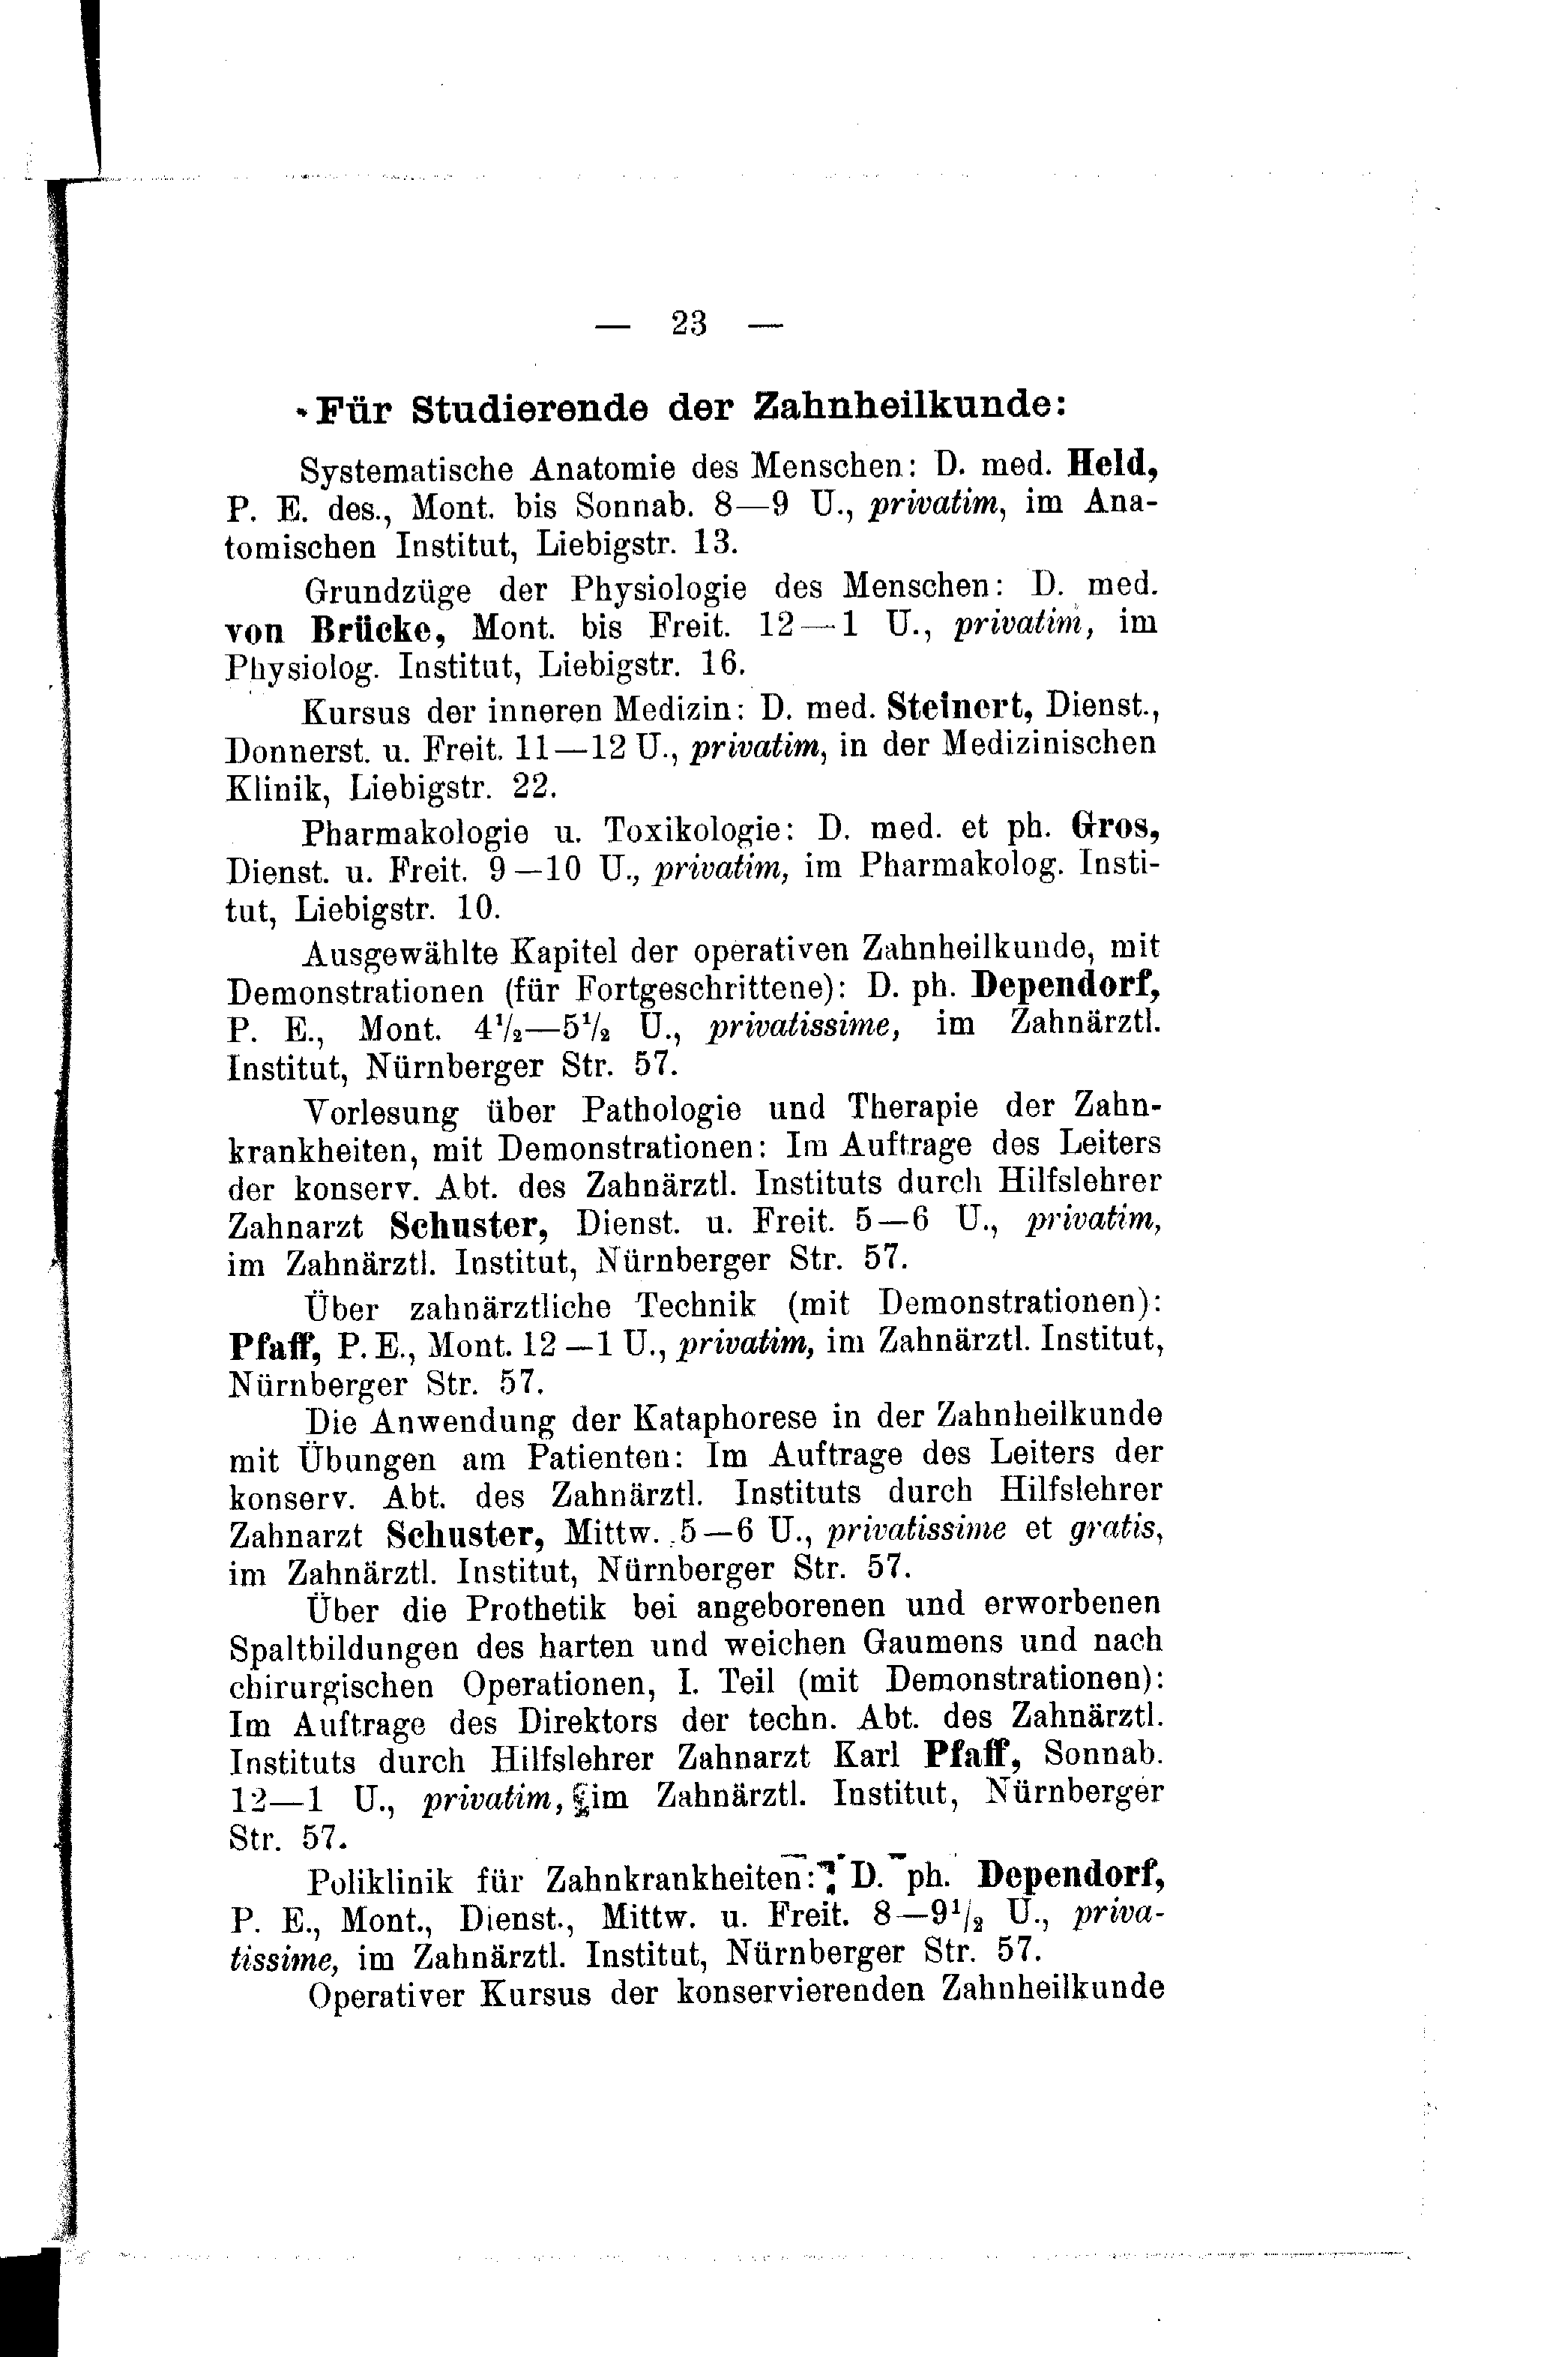 — 23 —
Für Studierende der Zahnheilkunde:
Systematische Anatomie des Menschen: D. med. Held,
P. E. des., Mont. bis Sonnab. 8—9 U., privatim, im Ana-
tomischen Institut, Liebigstr. 13.
Grundzüge der Physiologie des Menschen: D. med.
von Brücke, Mont. bis Freit. 12—1 U., privatim, im
Physiolog. Institut, Liebigstr. 16.
Kursus der inneren Medizin: D. med. Steinert, Dienst.,
Donnerst. u. Freit. 11—12 U., privatim, in der Medizinischen
Klinik, Liebigstr. 22.
Pharmakologie u. Toxikologie: D. med. et ph. Gros,
Dienst. u. Freit. 9—10 U., privatim, im Pharmakolog. Insti-
tut, Liebigstr. 10.
Ausgewählte Kapitel der operativen Zahnheilkunde, mit
Demonstrationen (für Fortgeschrittene): D. ph. Dependorf,
P. E., Mont. 4½—5½ U., privatissime, im Zahnärztl.
Institut, Nürnberger Str. 57.
Vorlesung über Pathologie und Therapie der Zahn-
krankheiten, mit Demonstrationen: Im Auftrage des Leiters
der konserv. Abt. des Zahnärztl. Instituts durch Hilfslehrer
Zahnarzt Schuster, Dienst. u. Freit. 5—6 U., privatim,
im Zahnärztl. Institut, Nürnberger Str. 57.
Über zahnärztliche Technik (mit Demonstrationen):
Pfaff, P. E., Mont. 12—1 U., privatim, im Zahnärztl. Institut,
Nürnberger Str. 57.
Die Anwendung der Kataphorese in der Zahnheilkunde
mit Übungen am Patienten: Im Auftrage des Leiters der
konserv. Abt. des Zahnärztl. Instituts durch Hilfslehrer
Zahnarzt Schuster, Mittw. 5—6 U., privatissime et gratis,
im Zahnärztl. Institut, Nürnberger Str. 57.
Über die Prothetik bei angeborenen und erworbenen
Spaltbildungen des harten und weichen Gaumens und nach
chirurgischen Operationen, I. Teil (mit Demonstrationen):
Im Auftrage des Direktors der techn. Abt. des Zahnärztl.
Instituts durch Hilfslehrer Zahnarzt Karl Pfaff, Sonnab.
12—1 U., privatim, im Zahnärztl. Institut, Nürnberger
Str. 57.
Poliklinik für Zahnkrankheiten: D. ph. Dependorf,
P. E., Mont., Dienst., Mittw. u. Freit. 8—9½ U., priva-
tissime, im Zahnärztl. Institut, Nürnberger Str. 57.
Operativer Kursus der konservierenden Zahnheilkunde